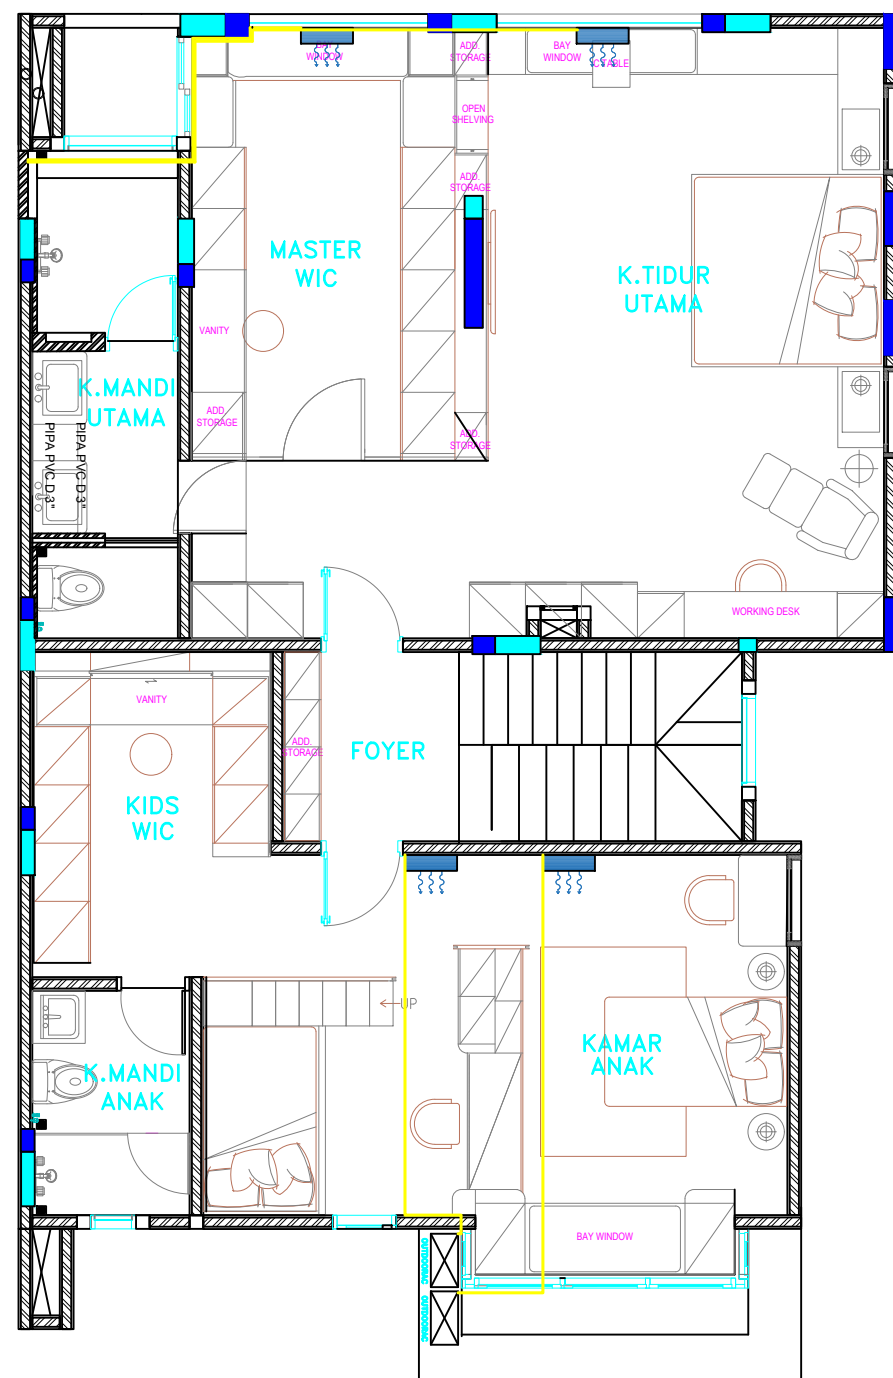 BAY
WINDOW
ADD.
STORAGE
BAY
WINDOW
C.TABLE
OPEN
SHELVING
ADD.
STORAGE
MASTER
WIC
K.TIDUR
UTAMA
VANITY
K.MANDI
UTAMA
ADD.
STORAGE
ADD.
STORAGE
PIPA PVC D 3"
PIPA PVC D 3"
WORKING DESK
VANITY
ADD.
STORAGE
FOYER
KIDS
WIC
UP
K.MANDI
ANAK
KAMAR
ANAK
BAY WINDOW
OUTDOOR AC
OUTDOOR AC